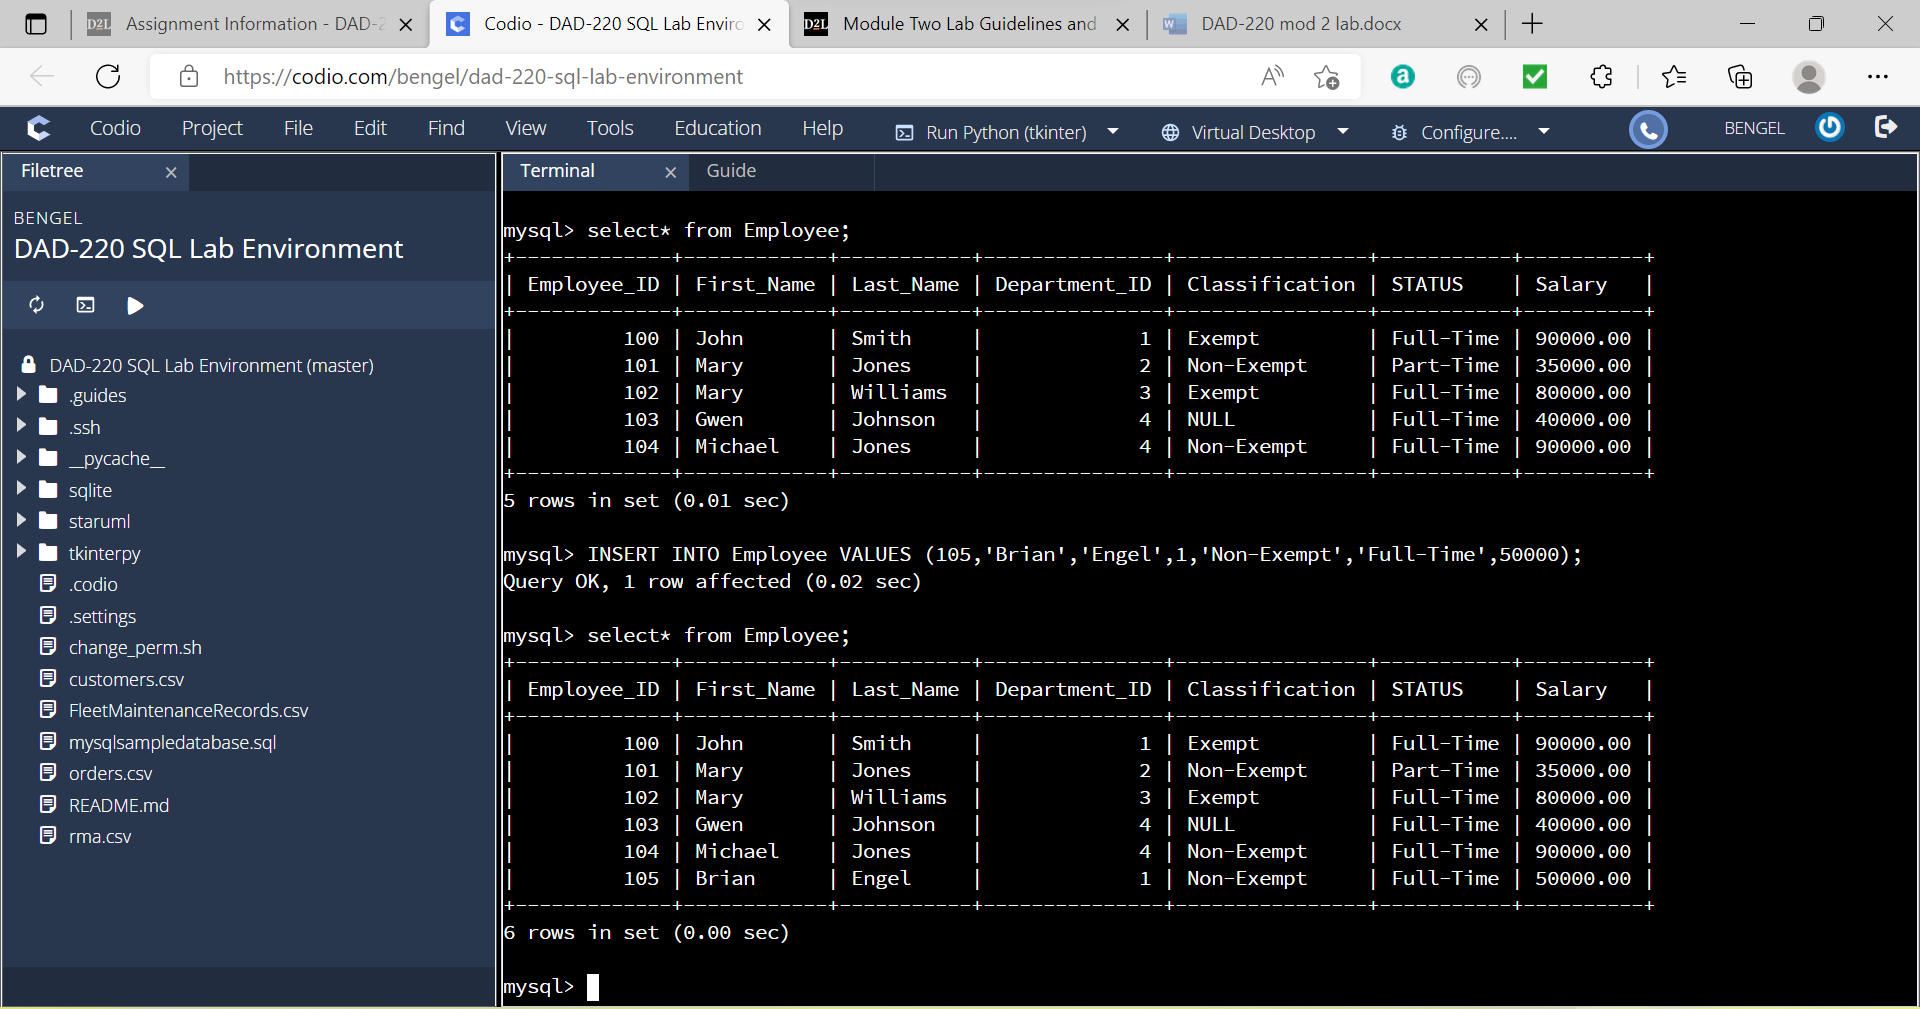 Assignment Information - DAD-2
Codio - DAD-220 SQL Lab Enviro
D2L Module Two Lab Guidelines and
DAD-220 mod 2 lab.docx
https://codio.com/bengel/dad-220-sql-lab-environment
Codio Project File Edit Find View Tools Education Help Run Python (tkinter) Virtual Desktop Configure.... BENGEL
Filetree
Terminal
Guide
BENGEL
DAD-220 SQL Lab Environment
DAD-220 SQL Lab Environment (master)
.guides
.ssh
__pycache__
sqlite
staruml
tkinterpy
.codio
.settings
change_perm.sh
customers.csv
FleetMaintenanceRecords.csv
mysqlsampledatabase.sql
orders.csv
README.md
rma.csv
mysql> select* from Employee;
+-------------+------------+-----------+---------------+----------------+-----------+----------+
| Employee_ID | First_Name | Last_Name | Department_ID | Classification | STATUS    | Salary   |
+-------------+------------+-----------+---------------+----------------+-----------+----------+
|         100 | John       | Smith     |             1 | Exempt         | Full-Time | 90000.00 |
|         101 | Mary       | Jones     |             2 | Non-Exempt     | Part-Time | 35000.00 |
|         102 | Mary       | Williams  |             3 | Exempt         | Full-Time | 80000.00 |
|         103 | Gwen       | Johnson   |             4 | NULL           | Full-Time | 40000.00 |
|         104 | Michael    | Jones     |             4 | Non-Exempt     | Full-Time | 90000.00 |
+-------------+------------+-----------+---------------+----------------+-----------+----------+
5 rows in set (0.01 sec)
mysql> INSERT INTO Employee VALUES (105,'Brian','Engel',1,'Non-Exempt','Full-Time',50000);
Query OK, 1 row affected (0.02 sec)
mysql> select* from Employee;
+-------------+------------+-----------+---------------+----------------+-----------+----------+
| Employee_ID | First_Name | Last_Name | Department_ID | Classification | STATUS    | Salary   |
+-------------+------------+-----------+---------------+----------------+-----------+----------+
|         100 | John       | Smith     |             1 | Exempt         | Full-Time | 90000.00 |
|         101 | Mary       | Jones     |             2 | Non-Exempt     | Part-Time | 35000.00 |
|         102 | Mary       | Williams  |             3 | Exempt         | Full-Time | 80000.00 |
|         103 | Gwen       | Johnson   |             4 | NULL           | Full-Time | 40000.00 |
|         104 | Michael    | Jones     |             4 | Non-Exempt     | Full-Time | 90000.00 |
|         105 | Brian      | Engel     |             1 | Non-Exempt     | Full-Time | 50000.00 |
+-------------+------------+-----------+---------------+----------------+-----------+----------+
6 rows in set (0.00 sec)
mysql>